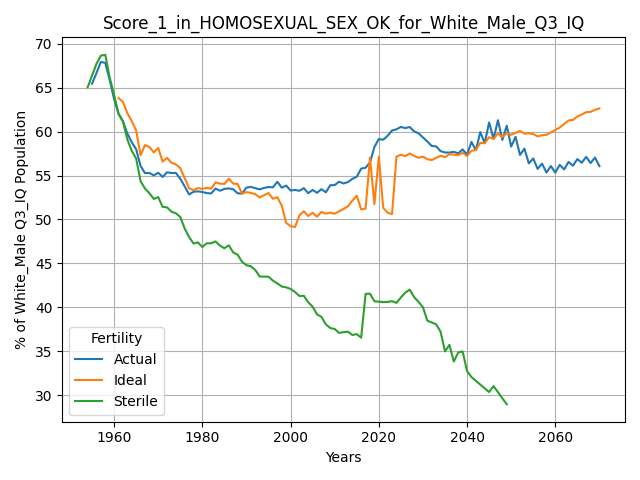 Score_1_in_HOMOSEXUAL_SEX_OK_for_White_Male_Q3_IQ
% of White_Male Q3_IQ Population
70
65
60
55
50
45
40
35
30
Fertility
Actual
Ideal
Sterile
1960 1980 2000 2020 2040 2060
Years